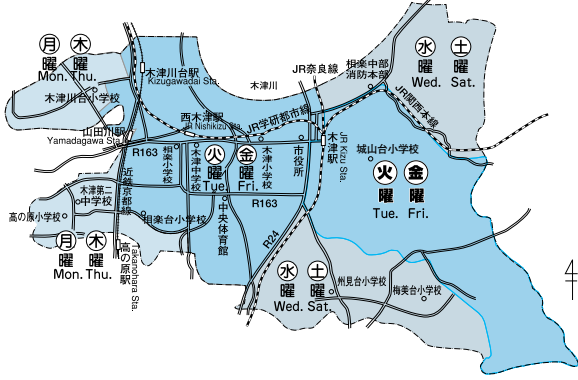 月 木
曜 曜
Mon. Thu.
木津川台駅
Kizugawadai Sta.
木津川台小学校
木津川
JR奈良線
相楽中部
消防本部
水 土
曜 曜
Wed. Sat.
JR関西本線
西木津駅
JR Nishikizu Sta.
JR学研都市線
山田川駅
Yamadagawa Sta.
R163
相楽小学校
木津中学校
火 金
曜 曜
Tue. Fri.
木津小学校
市役所
木津駅
JR Kizu Sta.
城山台小学校
火 金
曜 曜
Tue. Fri.
近鉄京都線
木津第二
中学校
高の原小学校
相楽台小学校
中央体育館
R163
R24
月 木
曜 曜
Mon. Thu.
高の原駅
Takanohara Sta.
水 土
曜 曜
Wed. Sat.
州見台小学校
梅美台小学校